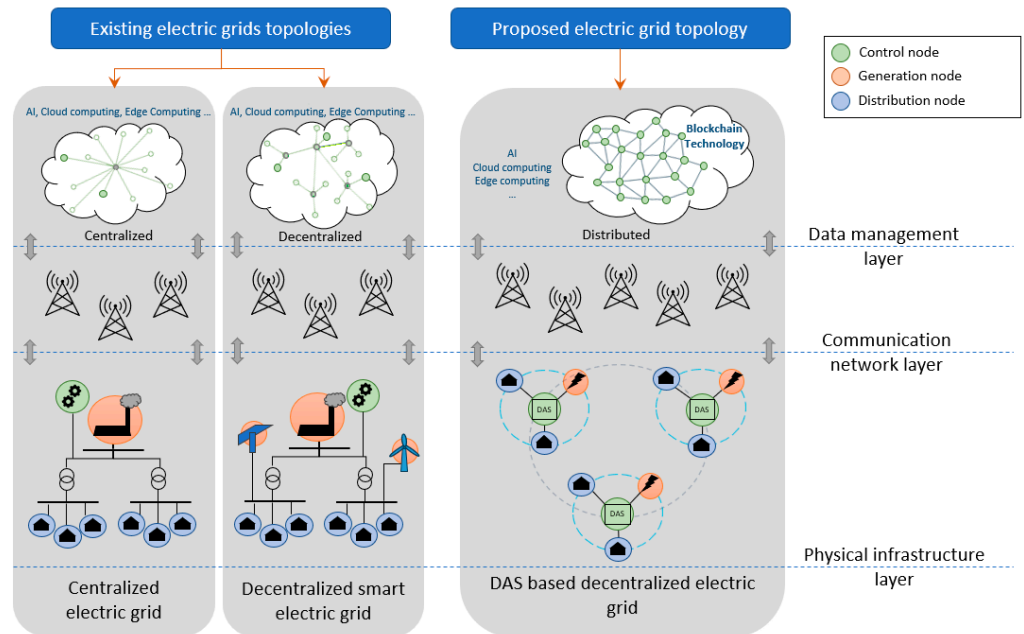 Existing electric grids topologies
Proposed electric grid topology
Control node
Generation node
Distribution node
AI, Cloud computing, Edge Computing ...
AI, Cloud computing, Edge Computing ...
Blockchain
Technology
AI
Cloud computing
Edge computing
...
Centralized
Decentralized
Distributed
Data management
layer
Communication
network layer
DAS
DAS
DAS
Physical infrastructure
layer
Centralized
electric grid
Decentralized smart
electric grid
DAS based decentralized electric
grid